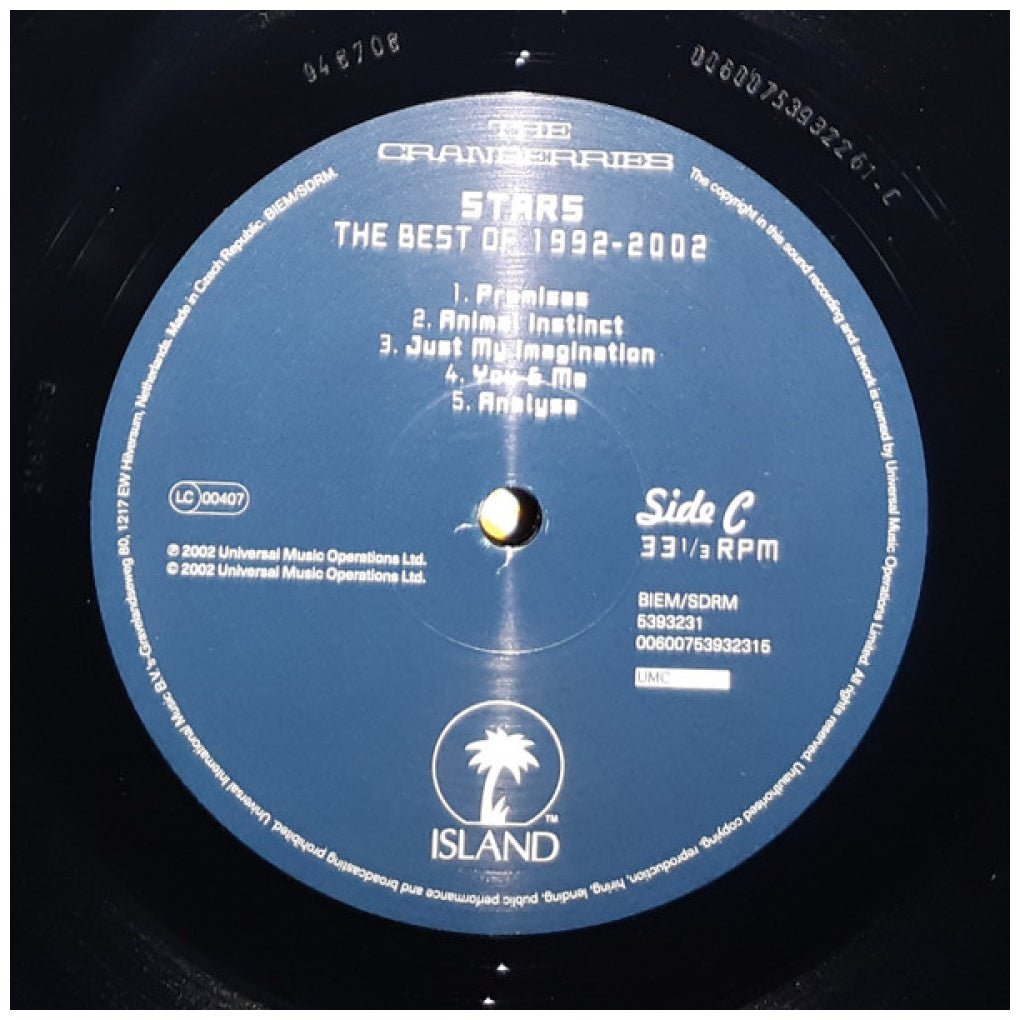 948708
00600753932261-C
THE
CRANBERRIES
STARS
THE BEST OF 1992-2002
1. Promises
2. Animal Instinct
3. Just My Imagination
4. You & Me
5. Analyse
LC 00407
Side C
33 1/3 RPM
℗ 2002 Universal Music Operations Ltd.
© 2002 Universal Music Operations Ltd.
BIEM/SDRM
5393231
00600753932315
UMC
ISLAND™
The copyright in this sound recording and artwork is owned by Universal Music Operations Limited. All rights reserved. Unauthorised copying, reproduction, hiring, lending, public performance and broadcasting prohibited. Universal International Music B.V. 's-Gravelandseweg 80, 1217 EW Hilversum, Netherlands. Made in Czech Republic. BIEM/SDRM.